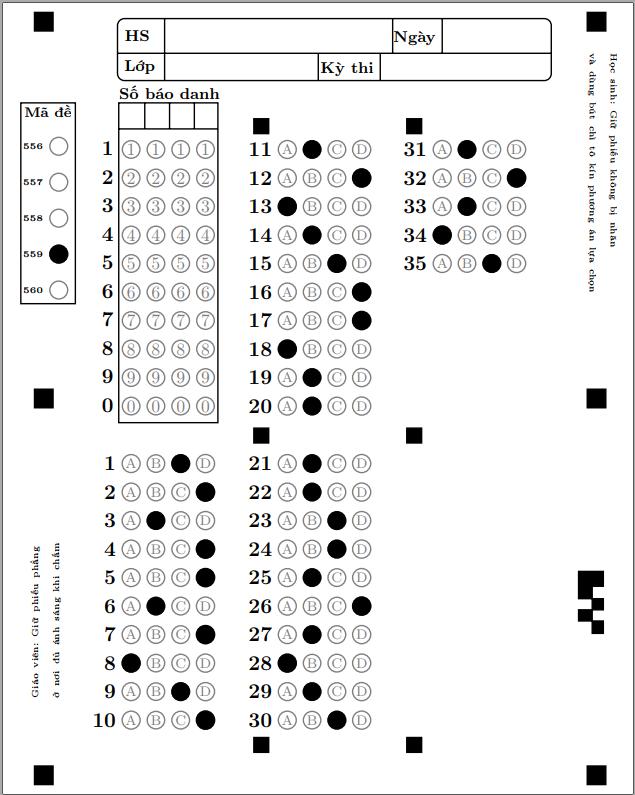 HS Ngày
Lớp Kỳ thi
Học sinh: Giữ phiếu không bị nhăn
và dùng bút chì tô kín phương án lựa chọn
Số báo danh
Mã đề
556
557
558
559
560
1 1 1 1 1
2 2 2 2 2
3 3 3 3 3
4 4 4 4 4
5 5 5 5 5
6 6 6 6 6
7 7 7 7 7
8 8 8 8 8
9 9 9 9 9
0 0 0 0 0
11 A C D
12 A B C
13 B C D
14 A C D
15 A B D
16 A B C
17 A B C
18 B C D
19 A C D
20 A C D
31 A C D
32 A B C
33 A C D
34 B C D
35 A B D
1 A B D
2 A B C
3 A C D
4 A B C
5 A B C
6 A C D
7 A B C
8 B C D
9 A B D
10 A B C
21 A C D
22 A C D
23 A B D
24 A B D
25 A C D
26 A B C
27 A C D
28 B C D
29 A C D
30 A B D
Giáo viên: Giữ phiếu phẳng
ở nơi đủ ánh sáng khi chấm